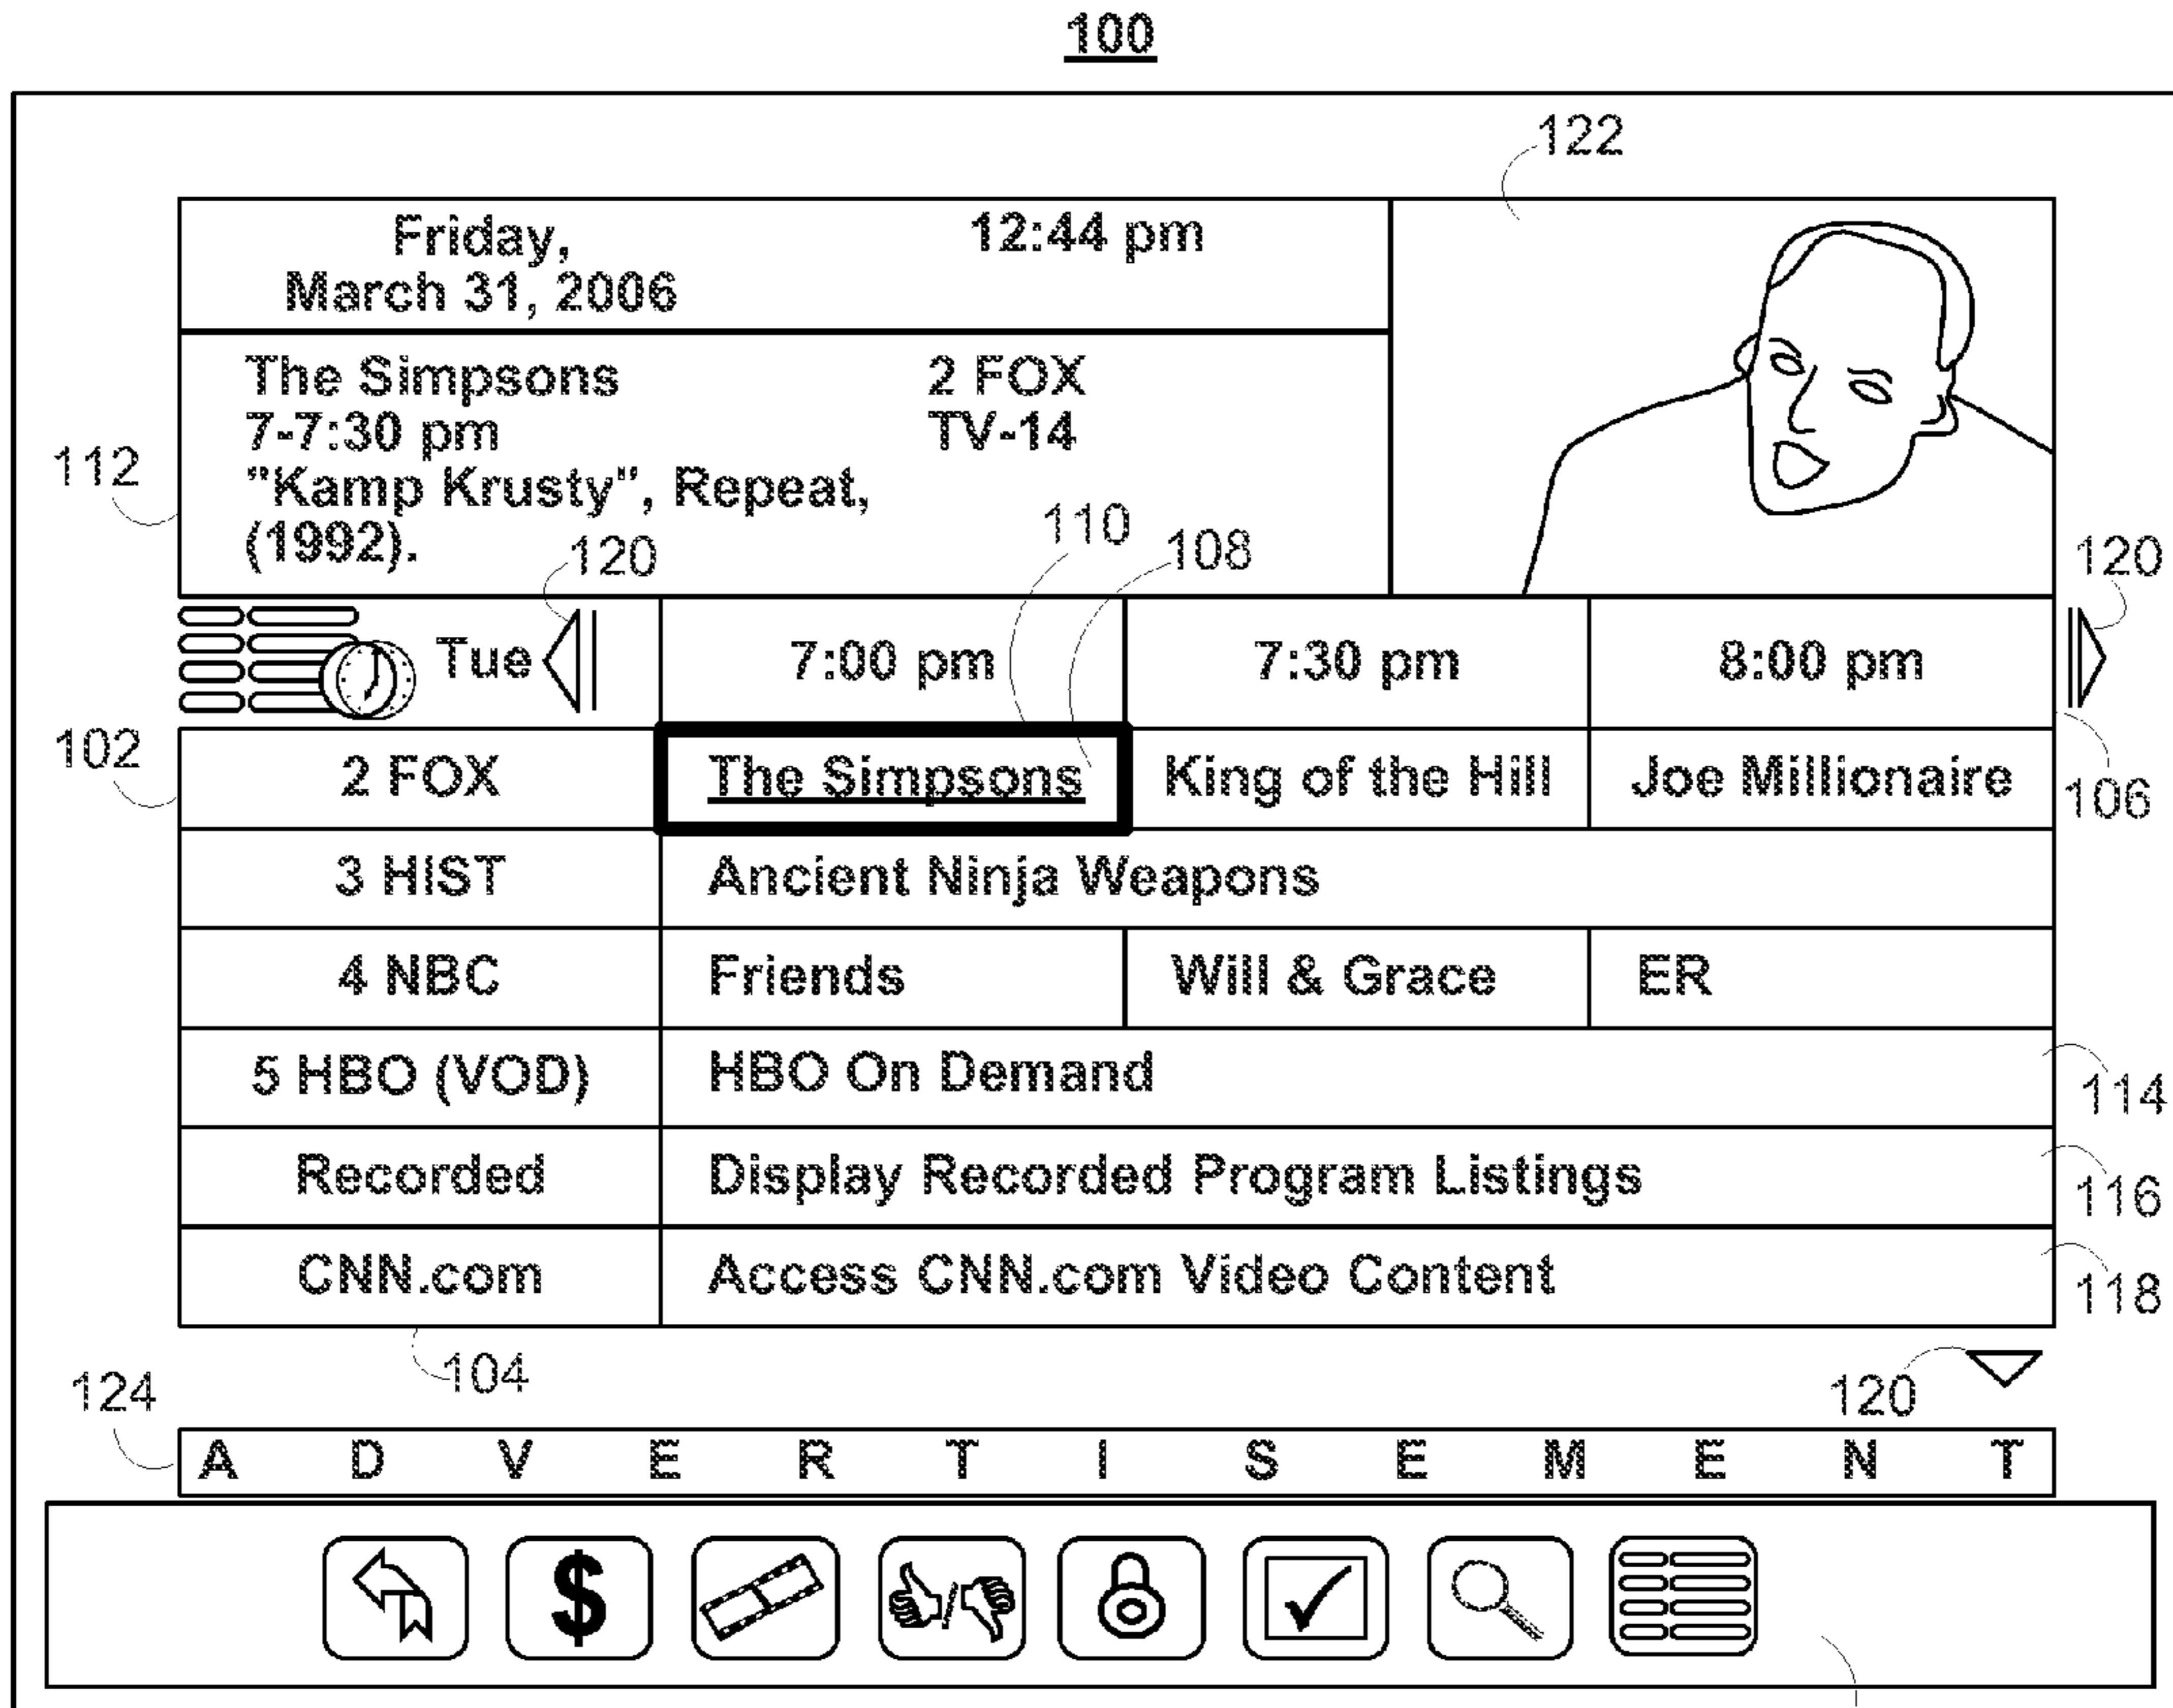 100
122
Friday, 12:44 pm
March 31, 2006
The Simpsons 2 FOX
7-7:30 pm TV-14
112
"Kamp Krusty", Repeat,
(1992).
120 110 108 120
Tue 7:00 pm 7:30 pm 8:00 pm
102
2 FOX The Simpsons King of the Hill Joe Millionaire
106
3 HIST Ancient Ninja Weapons
4 NBC Friends Will & Grace ER
5 HBO (VOD) HBO On Demand
114
Recorded Display Recorded Program Listings
116
CNN.com Access CNN.com Video Content
118
104
124 120
A D V E R T I S E M E N T
$